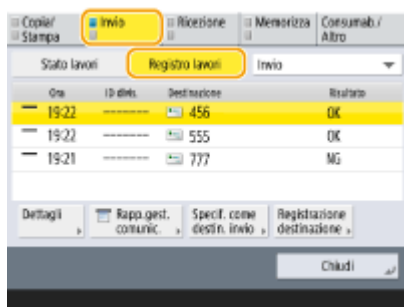 Copia/ Stampa
Invio
Ricezione
Memorizza
Consumab./ Altro
Stato lavori
Registro lavori
Invio
Ora ID divis. Destinazione Risultato
19:22 -------- 456 OK
19:22 -------- 555 OK
19:21 -------- 777 NG
Dettagli
Rapp.gest. comunic.
Specif. come destin. invio
Registrazione destinazione
Chiudi